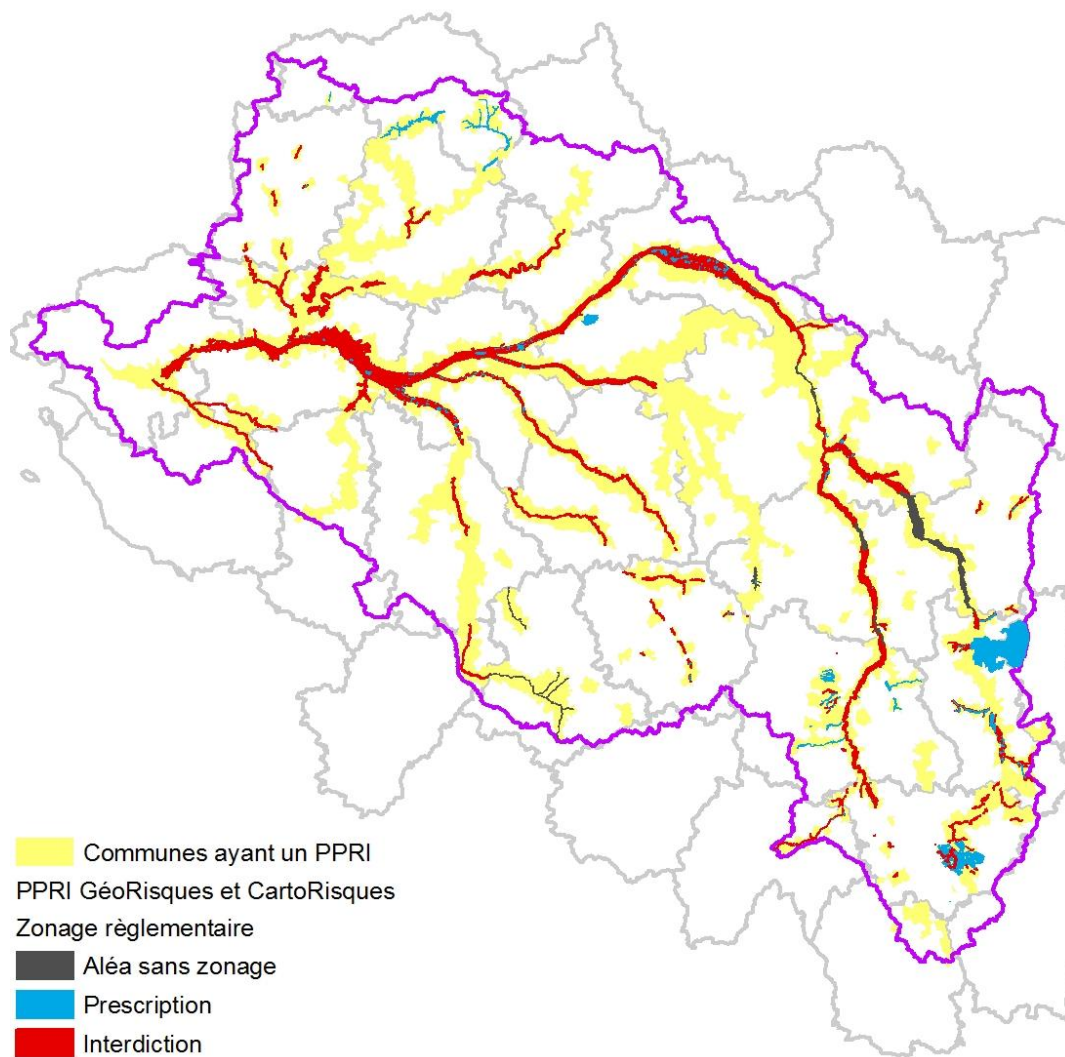 Communes ayant un PPRI
PPRI GéoRisques et CartoRisques
Zonage règlementaire
Aléa sans zonage
Prescription
Interdiction